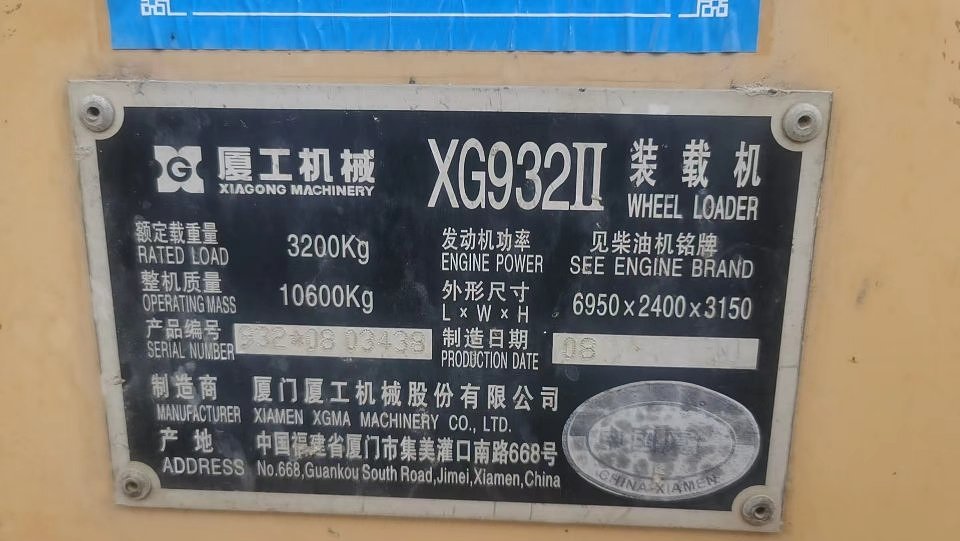 厦工机械
XIAGONG MACHINERY
XG932II 装载机
WHEEL LOADER
额定载重量 3200Kg
RATED LOAD
发动机功率 见柴油机铭牌
ENGINE POWER SEE ENGINE BRAND
整机质量 10600Kg
OPERATING MASS
外形尺寸 6950×2400×3150
L×W×H
产品编号 932*08 03438
SERIAL NUMBER
制造日期 08
PRODUCTION DATE
制造商 厦门厦工机械股份有限公司
MANUFACTURER XIAMEN XGMA MACHINERY CO., LTD.
产地 中国福建省厦门市集美灌口南路668号
ADDRESS No.668,Guankou South Road,Jimei,Xiamen,China
CHINA XIAMEN